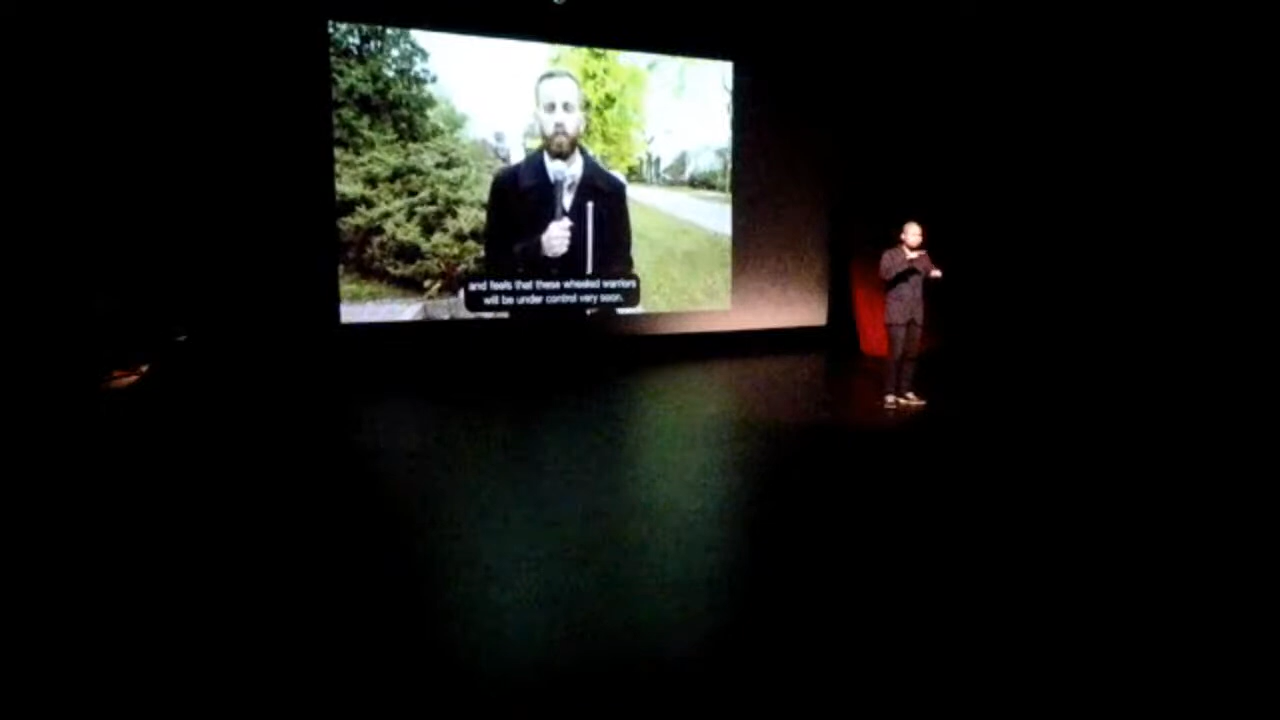 and feels that these wheeled warriors
will be under control very soon.